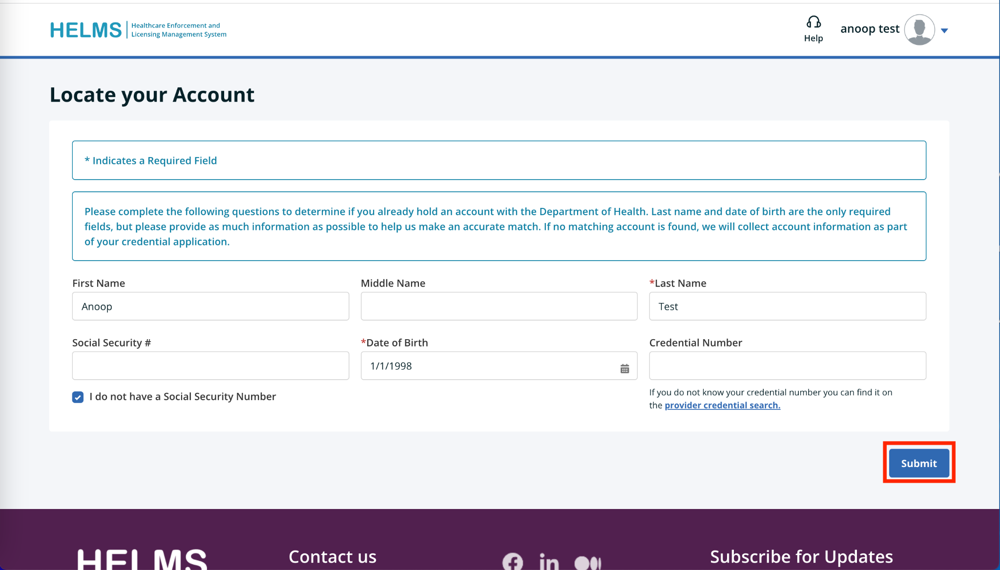 HELMS
Healthcare Enforcement and
Licensing Management System
Help
anoop test
Locate your Account
* Indicates a Required Field
Please complete the following questions to determine if you already hold an account with the Department of Health. Last name and date of birth are the only required
fields, but please provide as much information as possible to help us make an accurate match. If no matching account is found, we will collect account information as part
of your credential application.
First Name
Middle Name
*Last Name
Anoop
Test
Social Security #
*Date of Birth
Credential Number
1/1/1998
I do not have a Social Security Number
If you do not know your credential number you can find it on
the provider credential search.
Submit
HELMS
Contact us
Subscribe for Updates